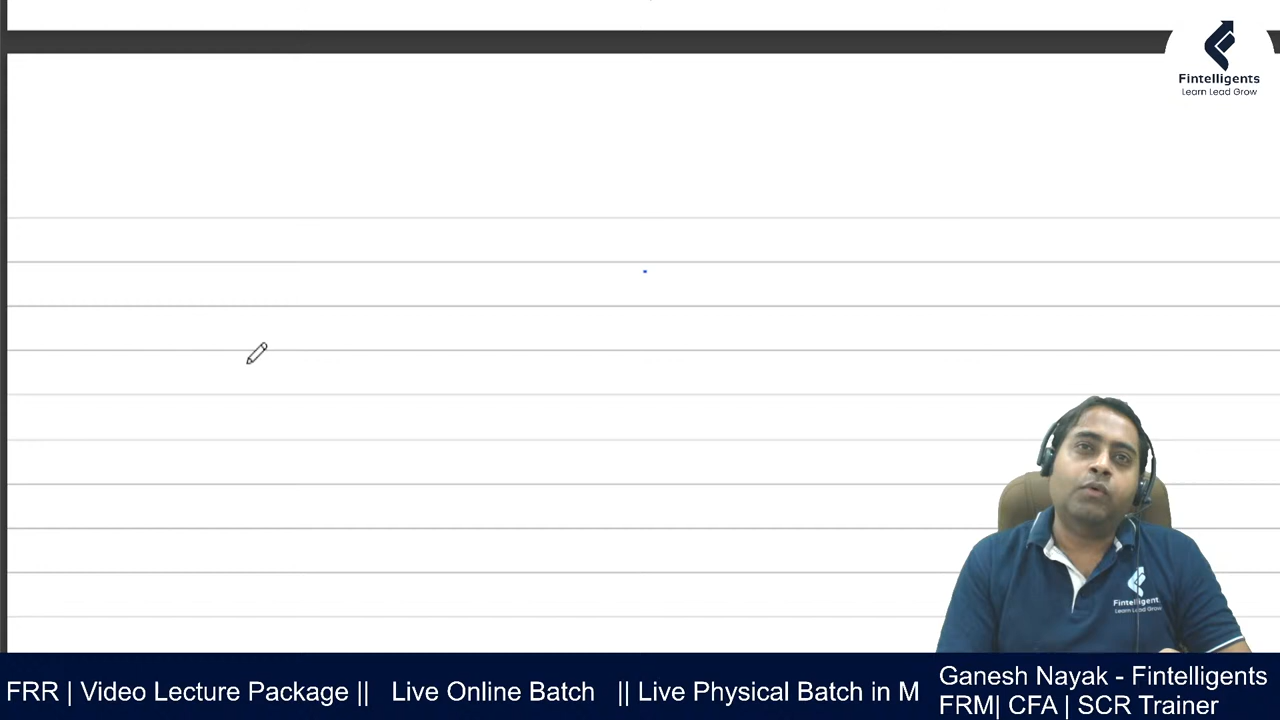 Fintelligents
Learn Lead Grow
Fintelligent
FRR | Video Lecture Package || Live Online Batch || Live Physical Batch in M
Ganesh Nayak - Fintelligents
FRM| CFA | SCR Trainer